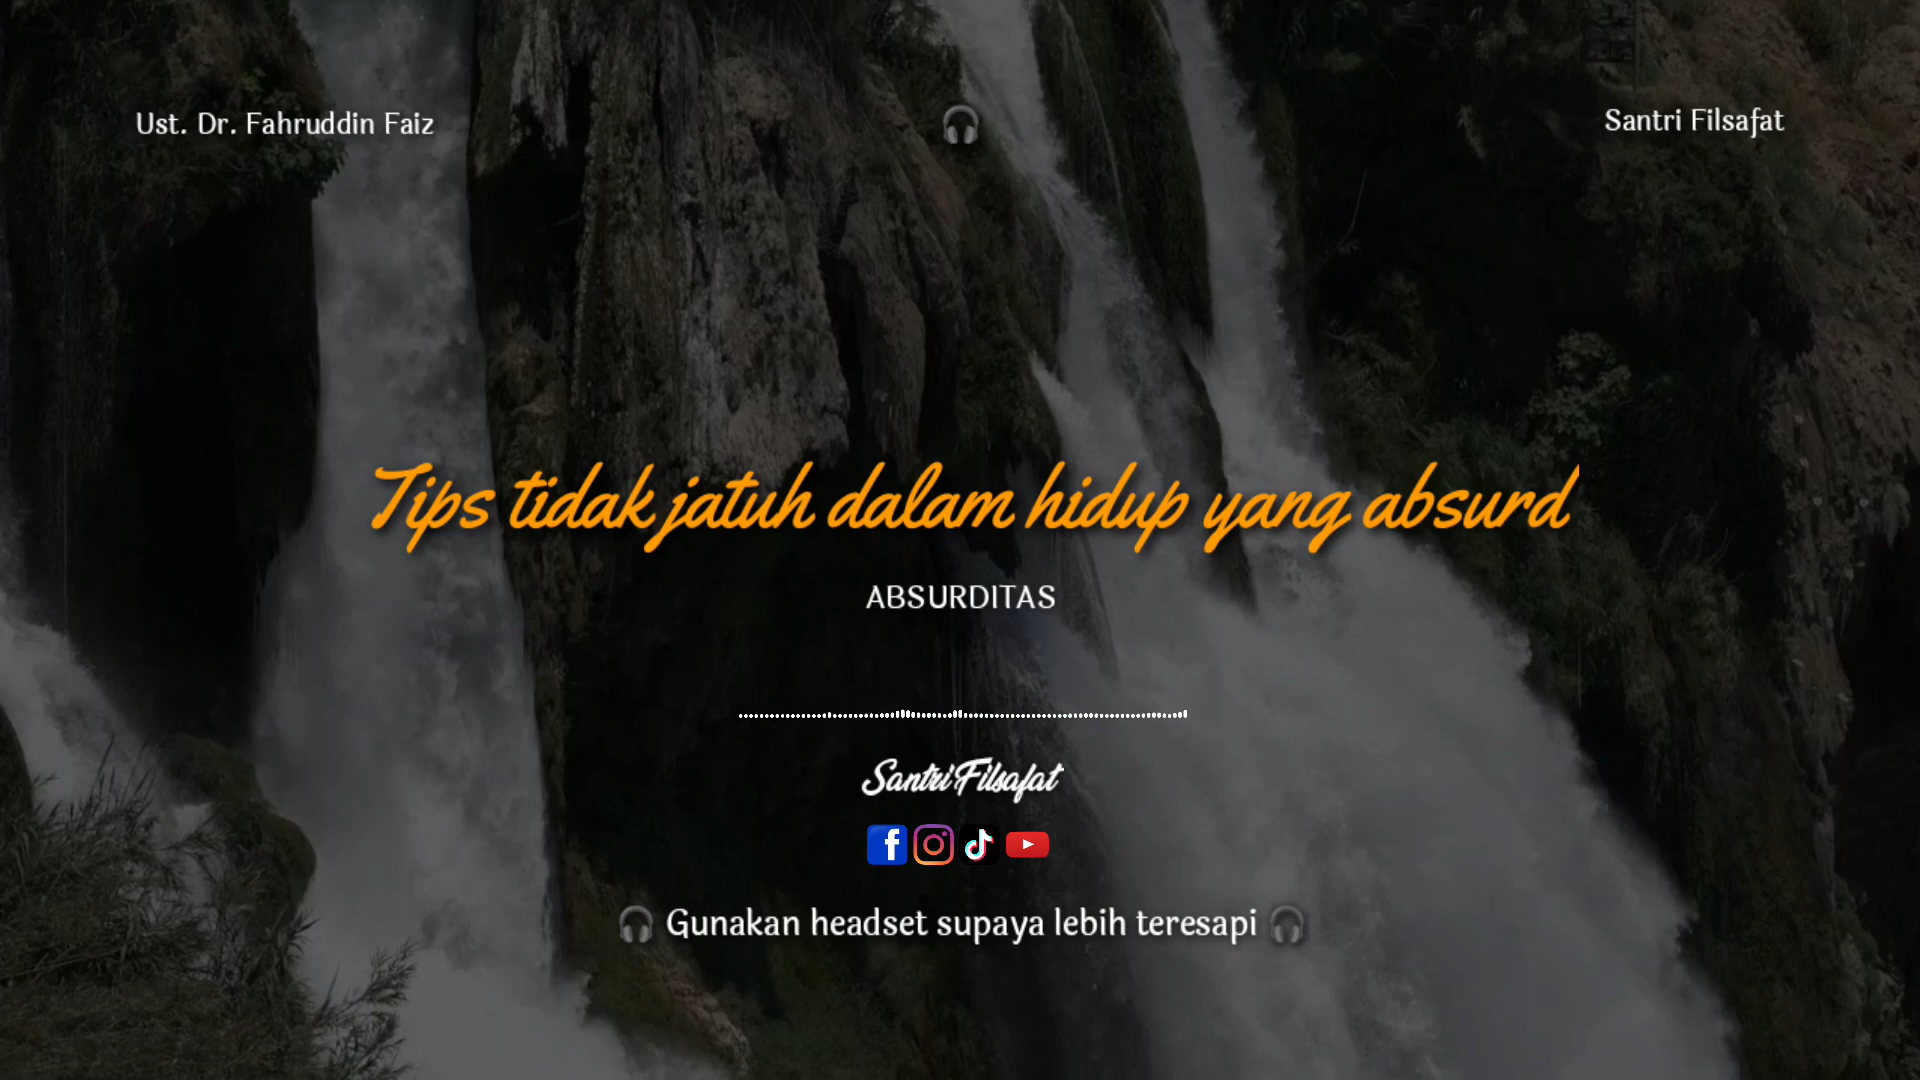 Ust. Dr. Fahruddin Faiz
Santri Filsafat
Tips tidak jatuh dalam hidup yang absurd
ABSURDITAS
Santri Filsafat
Gunakan headset supaya lebih teresapi